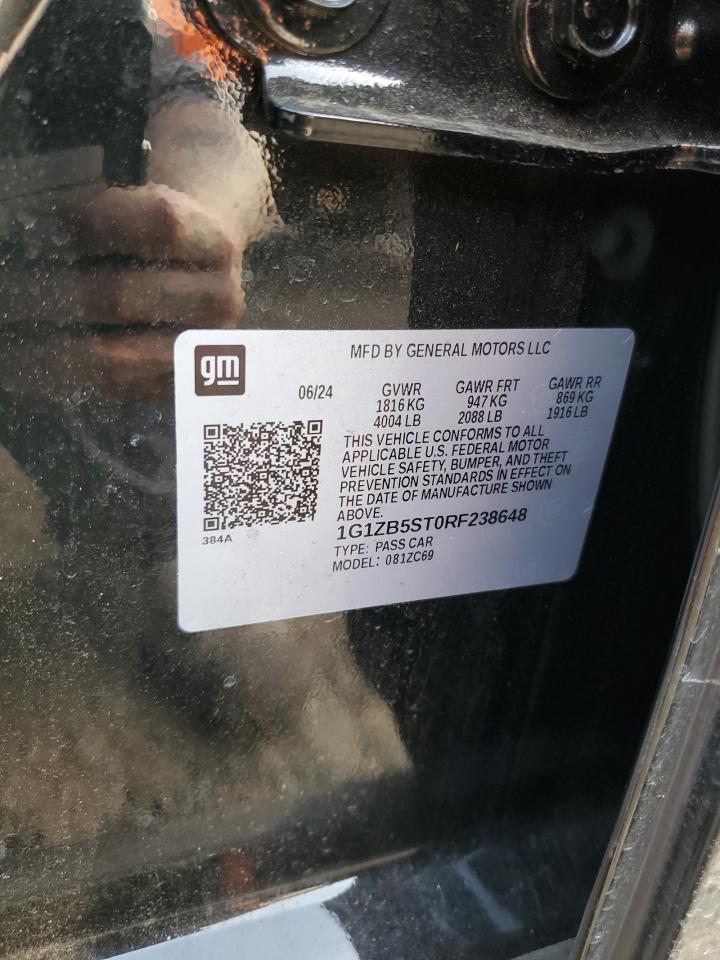 gm
MFD BY GENERAL MOTORS LLC
06/24 GVWR GAWR FRT GAWR RR
1816 KG 947 KG 869 KG
4004 LB 2088 LB 1916 LB
THIS VEHICLE CONFORMS TO ALL
APPLICABLE U.S. FEDERAL MOTOR
VEHICLE SAFETY, BUMPER, AND THEFT
PREVENTION STANDARDS IN EFFECT ON
THE DATE OF MANUFACTURE SHOWN
ABOVE.
384A
1G1ZB5ST0RF238648
TYPE: PASS CAR
MODEL: 081ZC69